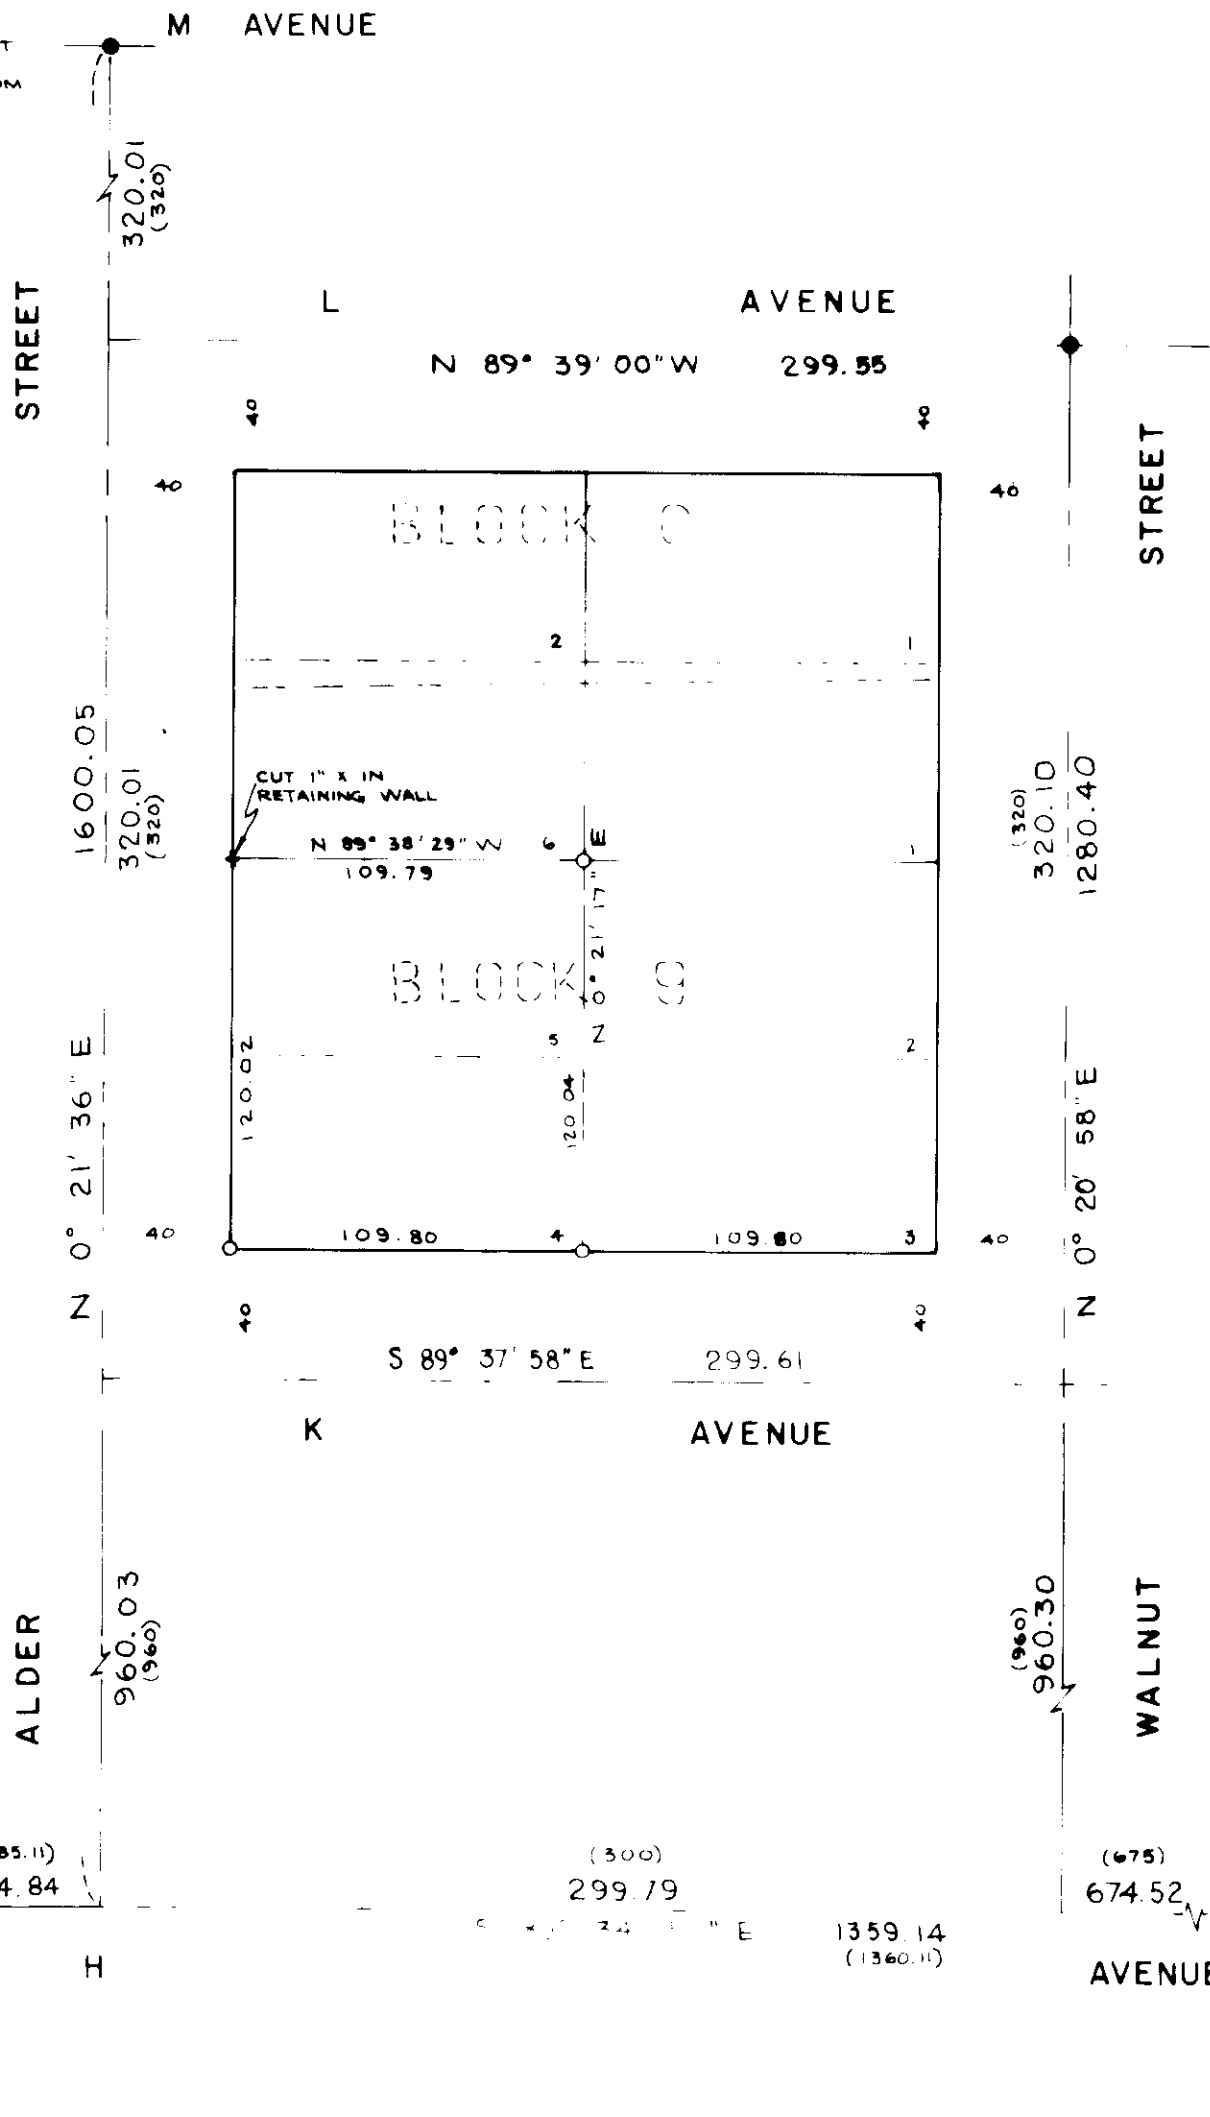 M AVENUE
320.01
(320)
STREET
L AVENUE
N 89° 39' 00" W 299.55
40
40
STREET
40
40
BLOCK
2
1
1600.05
320.01
(320)
CUT 1" X IN
RETAINING WALL
N 89° 38' 29" W
109.79
6
1
(320)
320.10
1280.40
N 0° 21' 17" E
BLOCK 9
5
2
120.02
120.04
N 0° 21' 36" E
N 0° 20' 58" E
40
109.80
4
109.80
3
40
40
40
S 89° 37' 58" E 299.61
K AVENUE
ALDER
960.03
(960)
(960)
960.30
WALNUT
4.84
(300)
299.79
(675)
674.52
E 1359.14
(1360.11)
H AVENUE